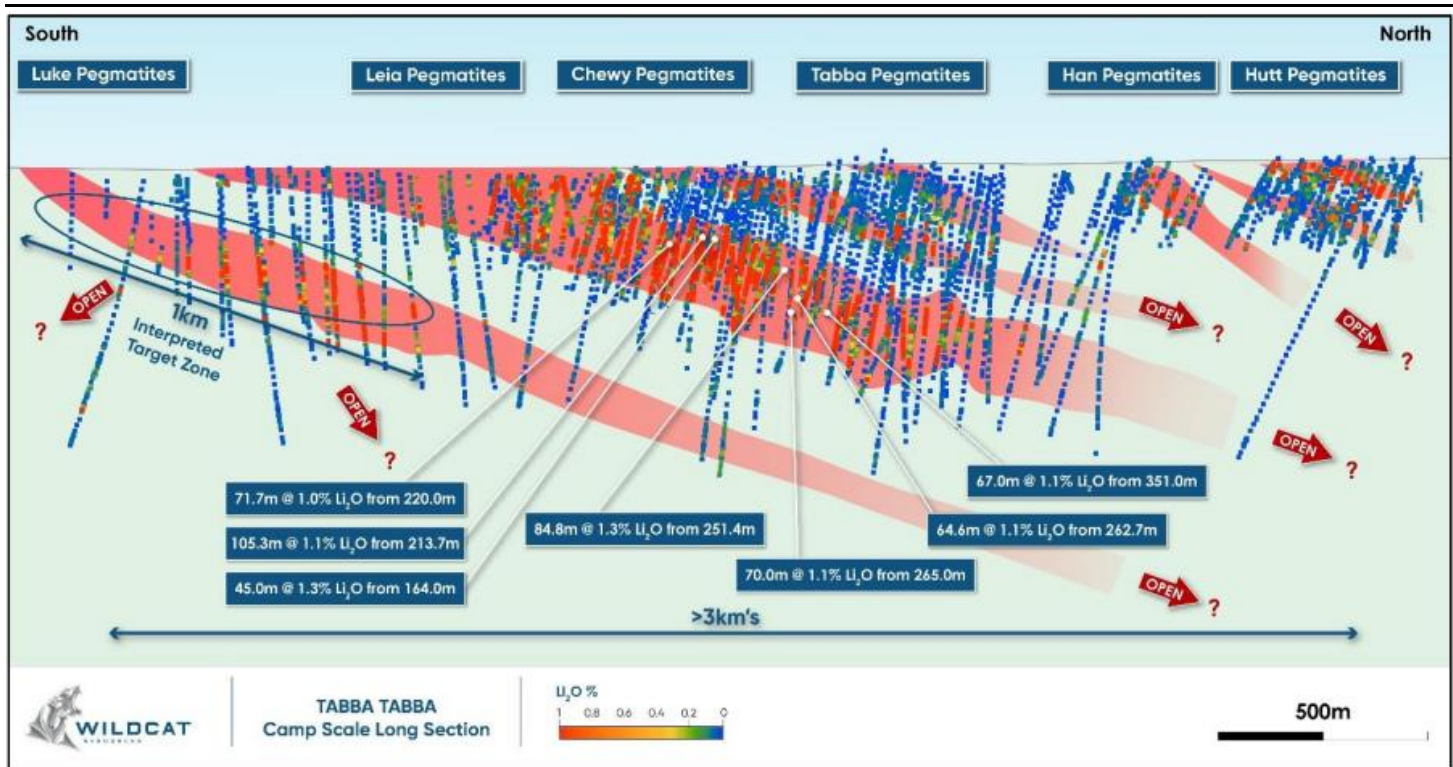 South
North
Luke Pegmatites
Leia Pegmatites
Chewy Pegmatites
Tabba Pegmatites
Han Pegmatites
Hutt Pegmatites
OPEN
?
1km
Interpreted
Target Zone
OPEN
?
OPEN
?
OPEN
?
OPEN
?
OPEN
?
71.7m @ 1.0% Li₂O from 220.0m
105.3m @ 1.1% Li₂O from 213.7m
45.0m @ 1.3% Li₂O from 164.0m
84.8m @ 1.3% Li₂O from 251.4m
70.0m @ 1.1% Li₂O from 265.0m
67.0m @ 1.1% Li₂O from 351.0m
64.6m @ 1.1% Li₂O from 262.7m
>3km's
WILDCAT
RESOURCES
TABBA TABBA
Camp Scale Long Section
Li₂O %
1 0.8 0.6 0.4 0.2 0
500m